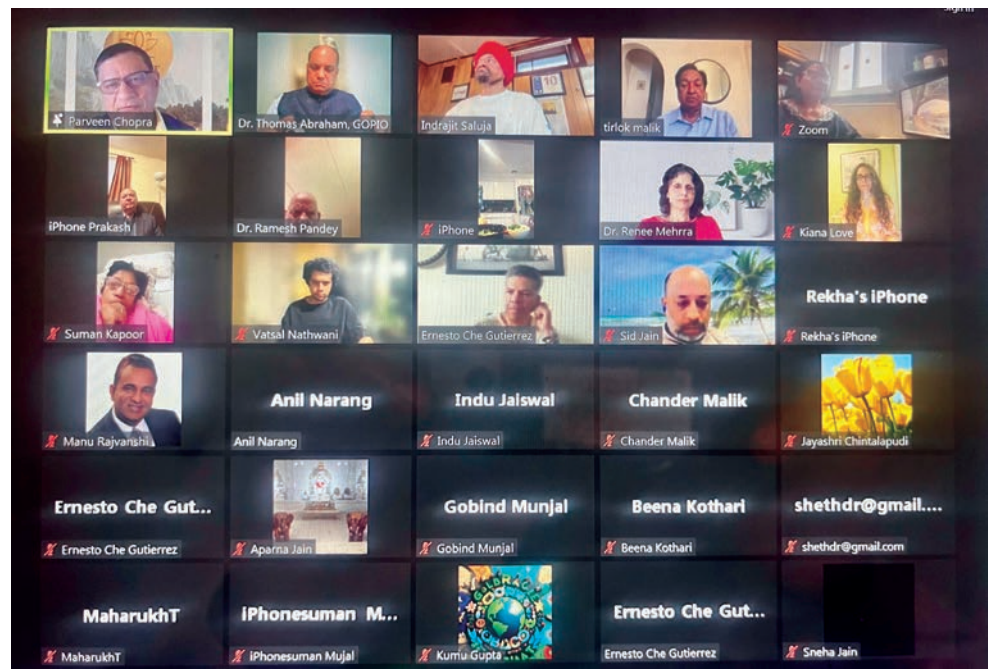 Sign in
Parveen Chopra
Dr. Thomas Abraham, GOPIO
Indrajit Saluja
10
tirlok malik
Zoom
iPhone Prakash
Dr. Ramesh Pandey
iPhone
Dr. Renee Mehrra
Kiana Love
Suman Kapoor
Vatsal Nathwani
Ernesto Che Gutierrez
Sid Jain
Rekha's iPhone
Rekha's iPhone
Manu Rajvanshi
Anil Narang
Anil Narang
Indu Jaiswal
Indu Jaiswal
Chander Malik
Chander Malik
Jayashri Chintalapudi
Ernesto Che Gut...
Ernesto Che Gutierrez
Aparna Jain
Gobind Munjal
Gobind Munjal
Beena Kothari
Beena Kothari
shethdr@gmail....
shethdr@gmail.com
MaharukhT
MaharukhT
iPhonesuman M...
iPhonesuman Mujal
Kumu Gupta
Ernesto Che Gut...
Ernesto Che Gutierrez
Sneha Jain